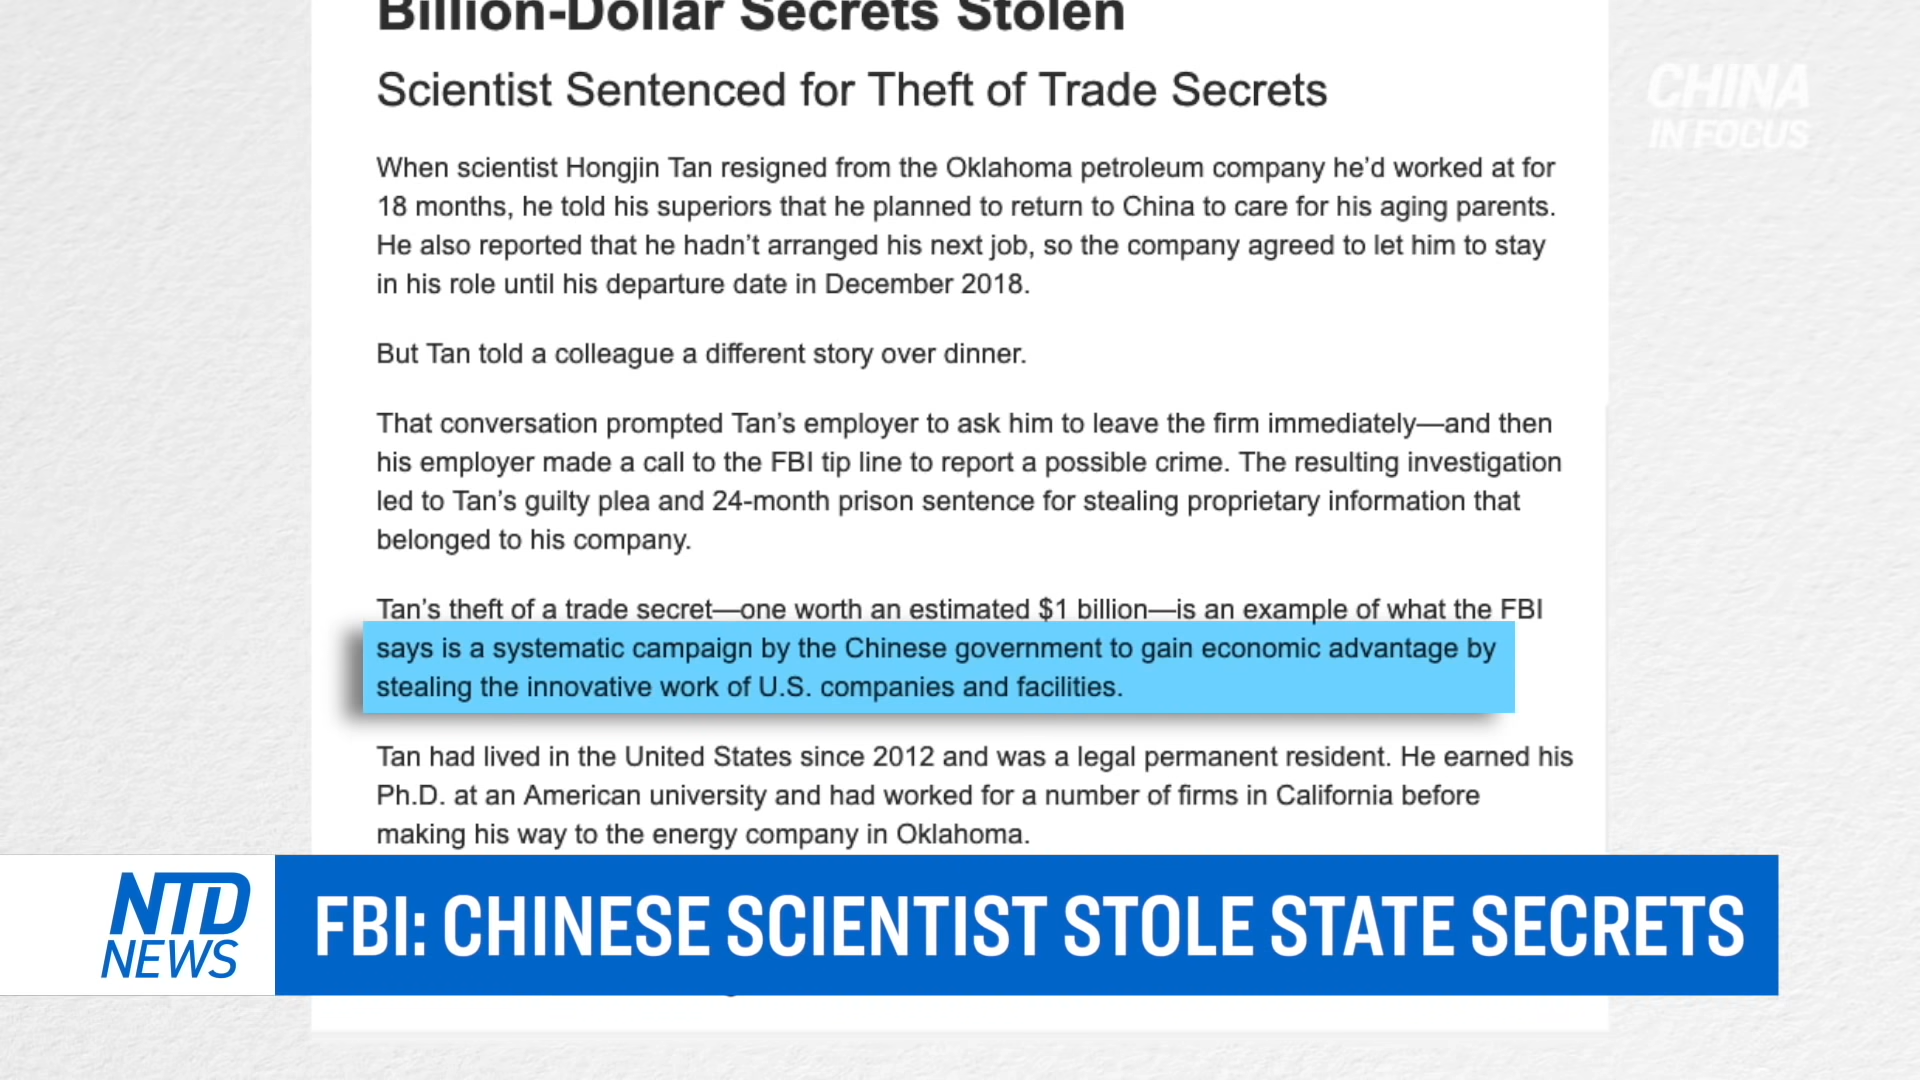 Billion-Dollar Secrets Stolen
Scientist Sentenced for Theft of Trade Secrets
CHINA
IN FOCUS
When scientist Hongjin Tan resigned from the Oklahoma petroleum company he’d worked at for
18 months, he told his superiors that he planned to return to China to care for his aging parents.
He also reported that he hadn’t arranged his next job, so the company agreed to let him to stay
in his role until his departure date in December 2018.
But Tan told a colleague a different story over dinner.
That conversation prompted Tan’s employer to ask him to leave the firm immediately—and then
his employer made a call to the FBI tip line to report a possible crime. The resulting investigation
led to Tan’s guilty plea and 24-month prison sentence for stealing proprietary information that
belonged to his company.
Tan’s theft of a trade secret—one worth an estimated $1 billion—is an example of what the FBI
says is a systematic campaign by the Chinese government to gain economic advantage by
stealing the innovative work of U.S. companies and facilities.
Tan had lived in the United States since 2012 and was a legal permanent resident. He earned his
Ph.D. at an American university and had worked for a number of firms in California before
making his way to the energy company in Oklahoma.
NTD
NEWS
FBI: CHINESE SCIENTIST STOLE STATE SECRETS